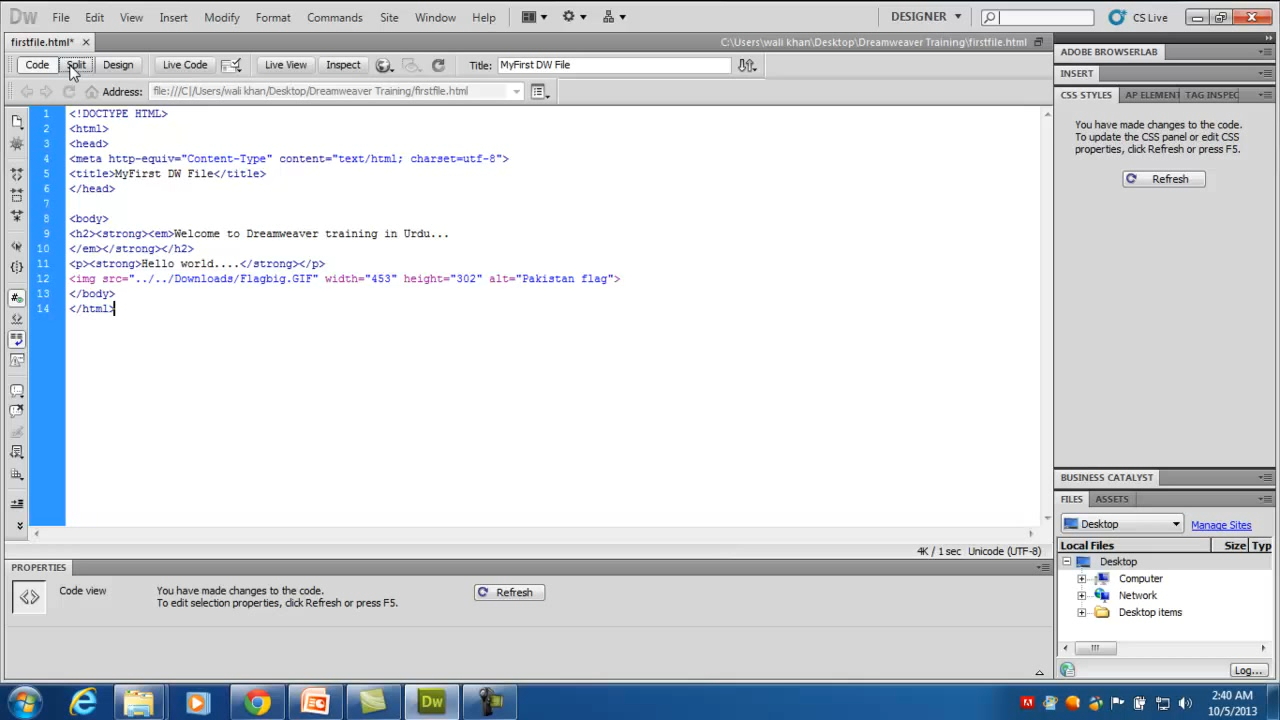 Dw File Edit View Insert Modify Format Commands Site Window Help DESIGNER CS Live
firstfile.html* C:\Users\wali khan\Desktop\Dreamweaver Training\firstfile.html
Code Split Design Live Code Live View Inspect Title: MyFirst DW File
Address: file:///C|/Users/wali khan/Desktop/Dreamweaver Training/firstfile.html
1 <!DOCTYPE HTML>
2 <html>
3 <head>
4 <meta http-equiv="Content-Type" content="text/html; charset=utf-8">
5 <title>MyFirst DW File</title>
6 </head>
7
8 <body>
9 <h2><strong><em>Welcome to Dreamweaver training in Urdu...
10 </em></strong></h2>
11 <p><strong>Hello world....</strong></p>
12 <img src="../../Downloads/Flagbig.GIF" width="453" height="302" alt="Pakistan flag">
13 </body>
14 </html>
4K / 1 sec Unicode (UTF-8)
PROPERTIES
Code view
You have made changes to the code.
To edit selection properties, click Refresh or press F5.
Refresh
ADOBE BROWSERLAB
INSERT
CSS STYLES AP ELEMENT TAG INSPEC
You have made changes to the code.
To update the CSS panel or edit CSS
properties, click Refresh or press F5.
Refresh
BUSINESS CATALYST
FILES ASSETS
Desktop Manage Sites
Local Files Size Typ
Desktop
Computer
Network
Desktop items
Log...
Dw
2:40 AM
10/5/2013